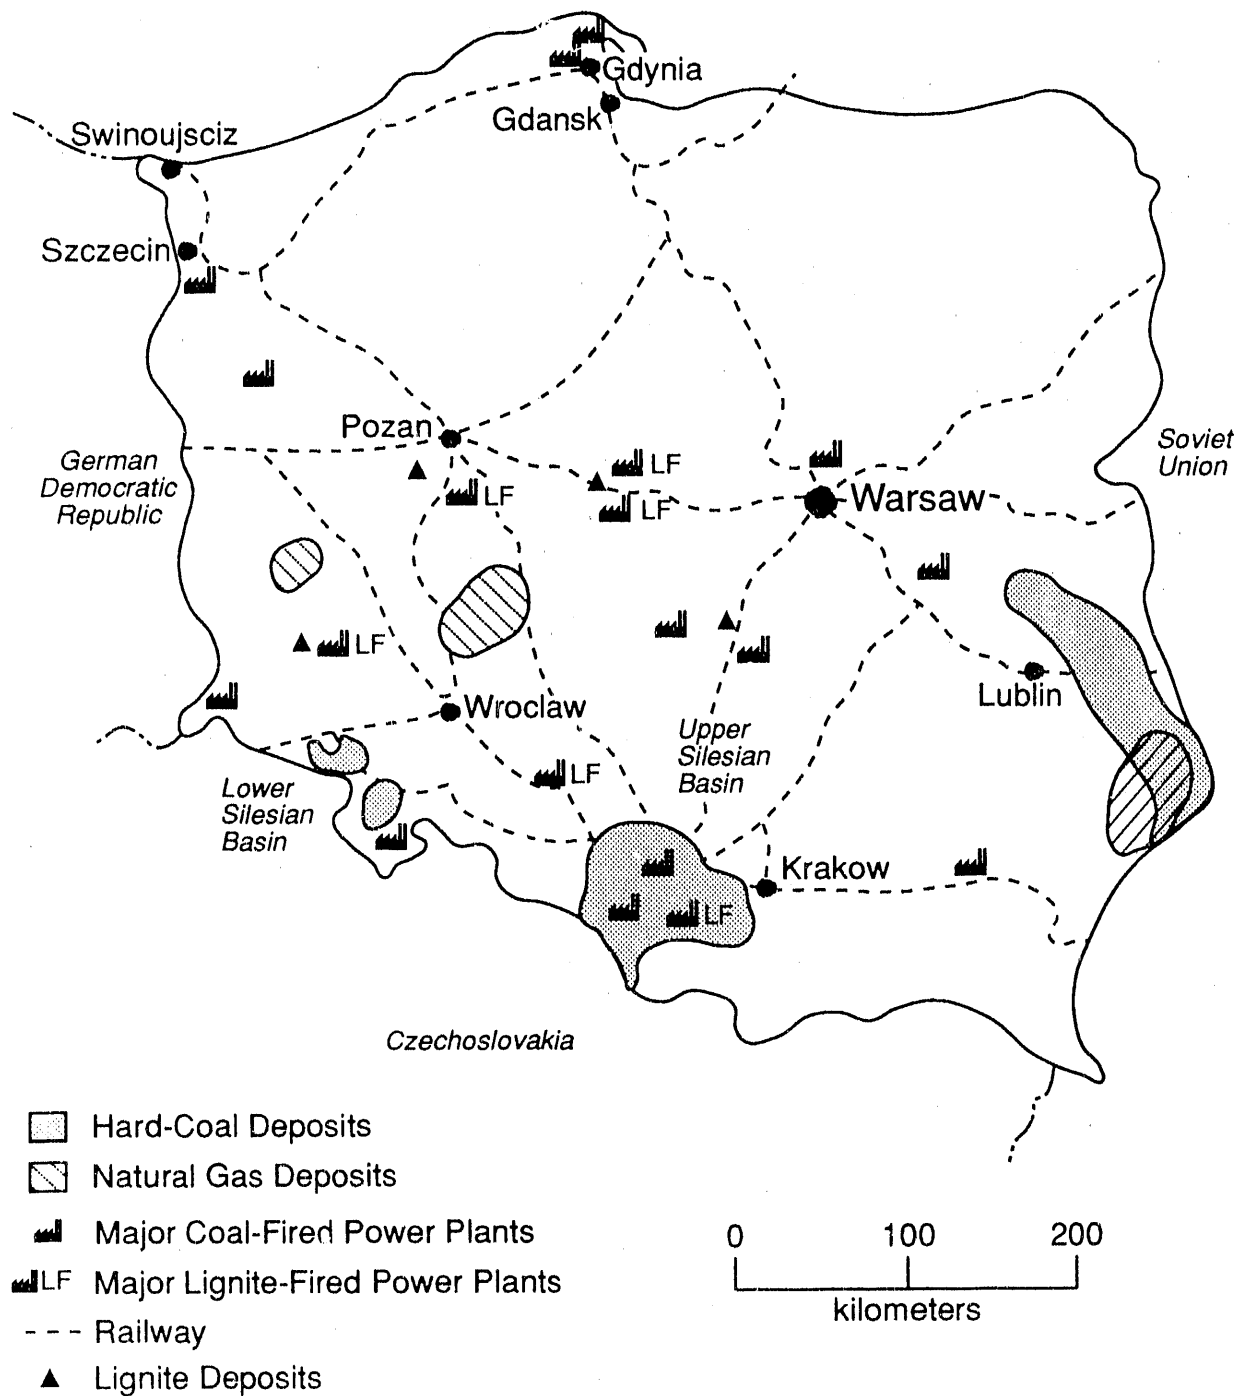 Gdynia
Gdansk
Swinoujsciz
Szczecin
Pozan
German
Democratic
Republic
Soviet
Union
LF
LF
LF
Warsaw
LF
Lublin
Wroclaw
Upper
Silesian
Basin
LF
Lower
Silesian
Basin
Krakow
LF
Czechoslovakia
Hard-Coal Deposits
Natural Gas Deposits
Major Coal-Fired Power Plants
LF Major Lignite-Fired Power Plants
Railway
Lignite Deposits
0 100 200
kilometers